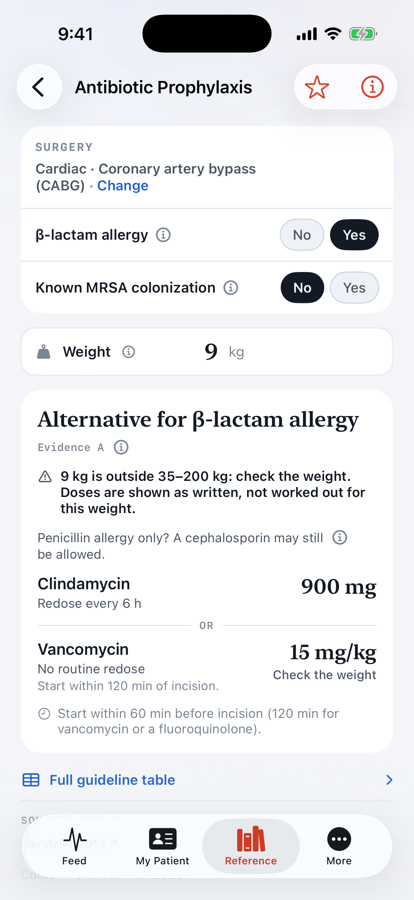 9:41
Antibiotic Prophylaxis
SURGERY
Cardiac · Coronary artery bypass
(CABG) · Change
β-lactam allergy No Yes
Known MRSA colonization No Yes
Weight 9 kg
Alternative for β-lactam allergy
Evidence A
9 kg is outside 35–200 kg: check the weight.
Doses are shown as written, not worked out for
this weight.
Penicillin allergy only? A cephalosporin may still
be allowed.
Clindamycin 900 mg
Redose every 6 h
OR
Vancomycin 15 mg/kg
No routine redose Check the weight
Start within 120 min of incision.
Start within 60 min before incision (120 min for
vancomycin or a fluoroquinolone).
Full guideline table
Feed My Patient Reference More